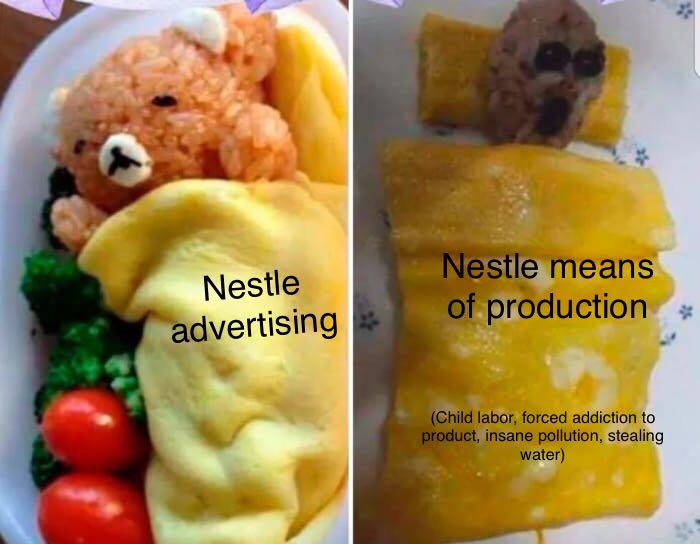 Nestle
advertising
Nestle means
of production
(Child labor, forced addiction to
product, insane pollution, stealing
water)